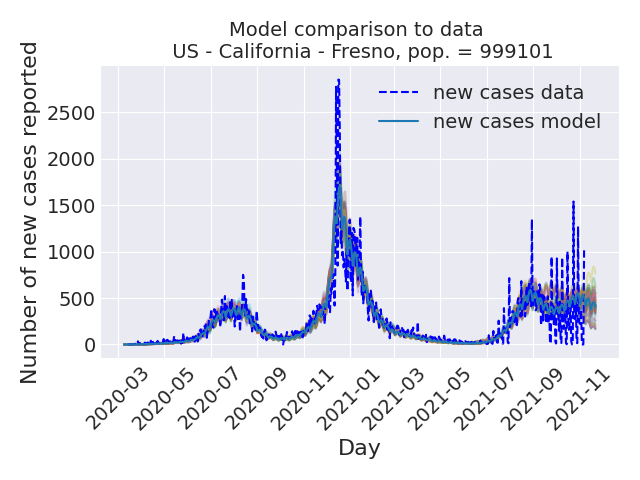 Model comparison to data
US - California - Fresno, pop. = 999101
Number of new cases reported
2500
2000
1500
1000
500
0
new cases data
new cases model
2020-03
2020-05
2020-07
2020-09
2020-11
2021-01
2021-03
2021-05
2021-07
2021-09
2021-11
Day